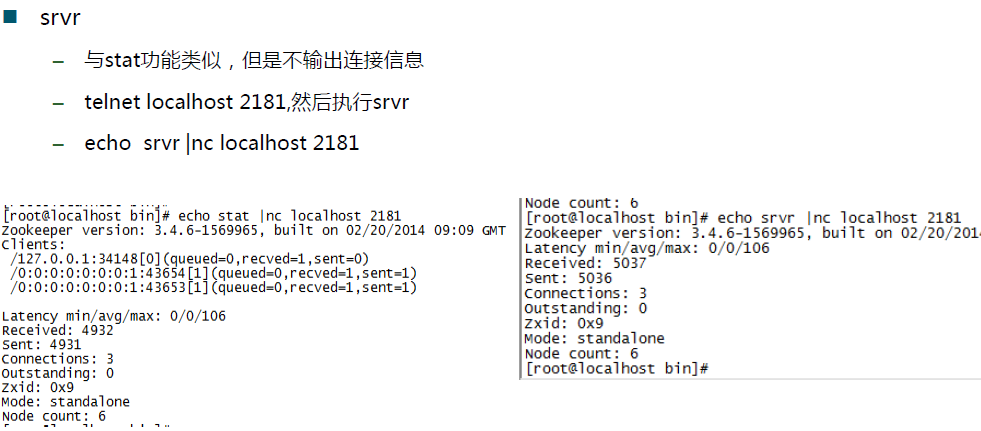 srvr
– 与stat功能类似，但是不输出连接信息
– telnet localhost 2181,然后执行srvr
– echo  srvr |nc localhost 2181
[root@localhost bin]# echo stat |nc localhost 2181
Zookeeper version: 3.4.6-1569965, built on 02/20/2014 09:09 GMT
Clients:
 /127.0.0.1:34148[0](queued=0,recved=1,sent=0)
 /0:0:0:0:0:0:0:1:43654[1](queued=0,recved=1,sent=1)
 /0:0:0:0:0:0:0:1:43653[1](queued=0,recved=1,sent=1)
Latency min/avg/max: 0/0/106
Received: 4932
Sent: 4931
Connections: 3
Outstanding: 0
Zxid: 0x9
Mode: standalone
Node count: 6
Node count: 6
[root@localhost bin]# echo srvr |nc localhost 2181
Zookeeper version: 3.4.6-1569965, built on 02/20/201
Latency min/avg/max: 0/0/106
Received: 5037
Sent: 5036
Connections: 3
Outstanding: 0
Zxid: 0x9
Mode: standalone
Node count: 6
[root@localhost bin]#